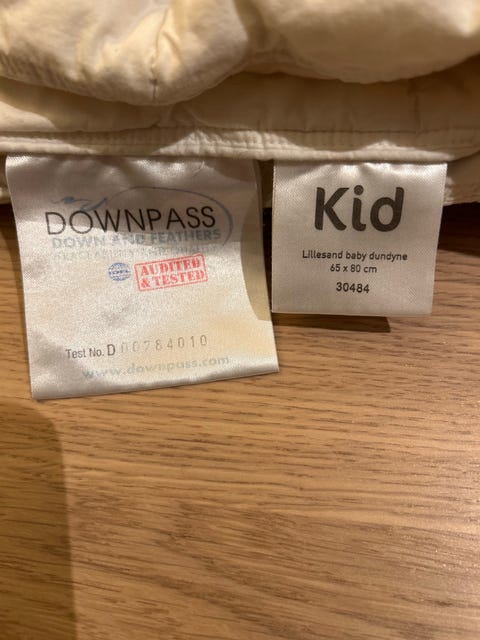 DOWNPASS
DOWN AND FEATHERS
AUDITED
& TESTED
Test No. D 00784010
www.downpass.com
Kid
Lillesand baby dundyne
65 x 80 cm
30484